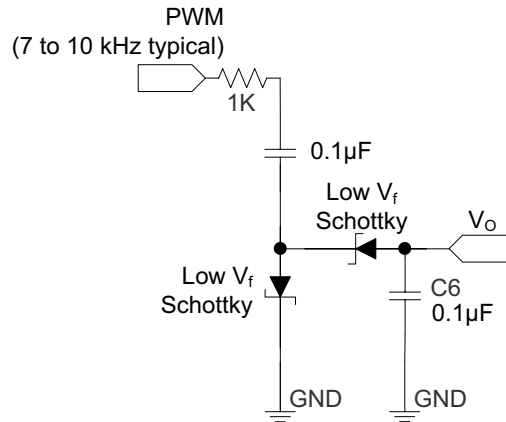 PWM
(7 to 10 kHz typical)
1K
0.1µF
Low Vf
Schottky
VO
Low Vf
Schottky
C6
0.1µF
GND
GND